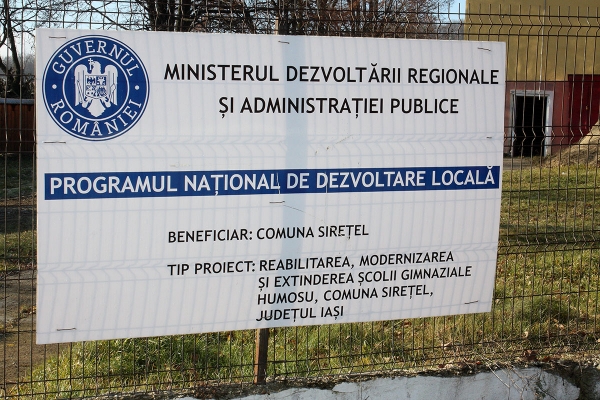 GUVERNUL
ROMÂNIEI
MINISTERUL DEZVOLTĂRII REGIONALE
ȘI ADMINISTRAȚIEI PUBLICE
PROGRAMUL NAȚIONAL DE DEZVOLTARE LOCALĂ
BENEFICIAR: COMUNA SIREȚEL
TIP PROIECT: REABILITAREA, MODERNIZAREA
ȘI EXTINDEREA ȘCOLII GIMNAZIALE
HUMOSU, COMUNA SIREȚEL,
JUDEȚUL IAȘI